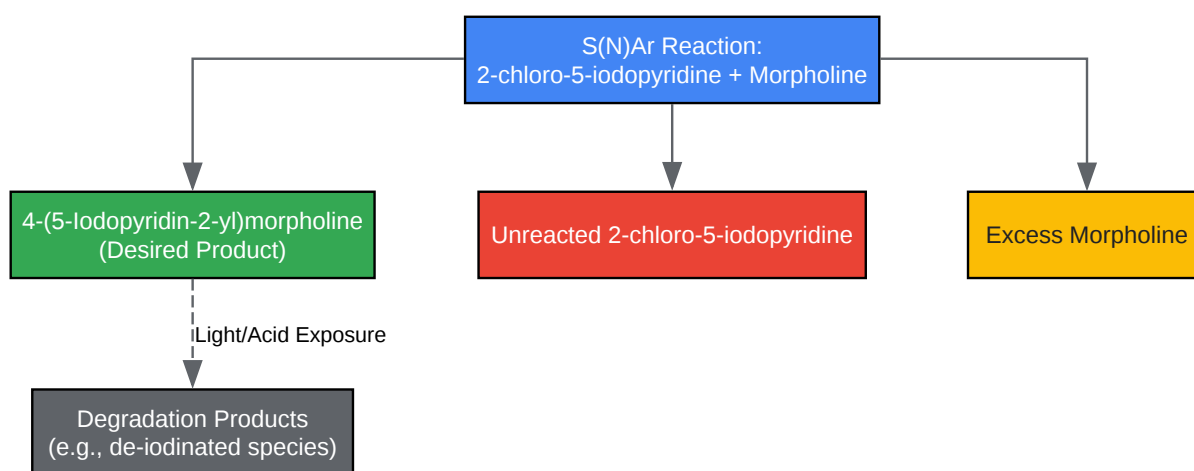 S(N)Ar Reaction:
2-chloro-5-iodopyridine + Morpholine
4-(5-Iodopyridin-2-yl)morpholine
(Desired Product)
Unreacted 2-chloro-5-iodopyridine
Excess Morpholine
Light/Acid Exposure
Degradation Products
(e.g., de-iodinated species)